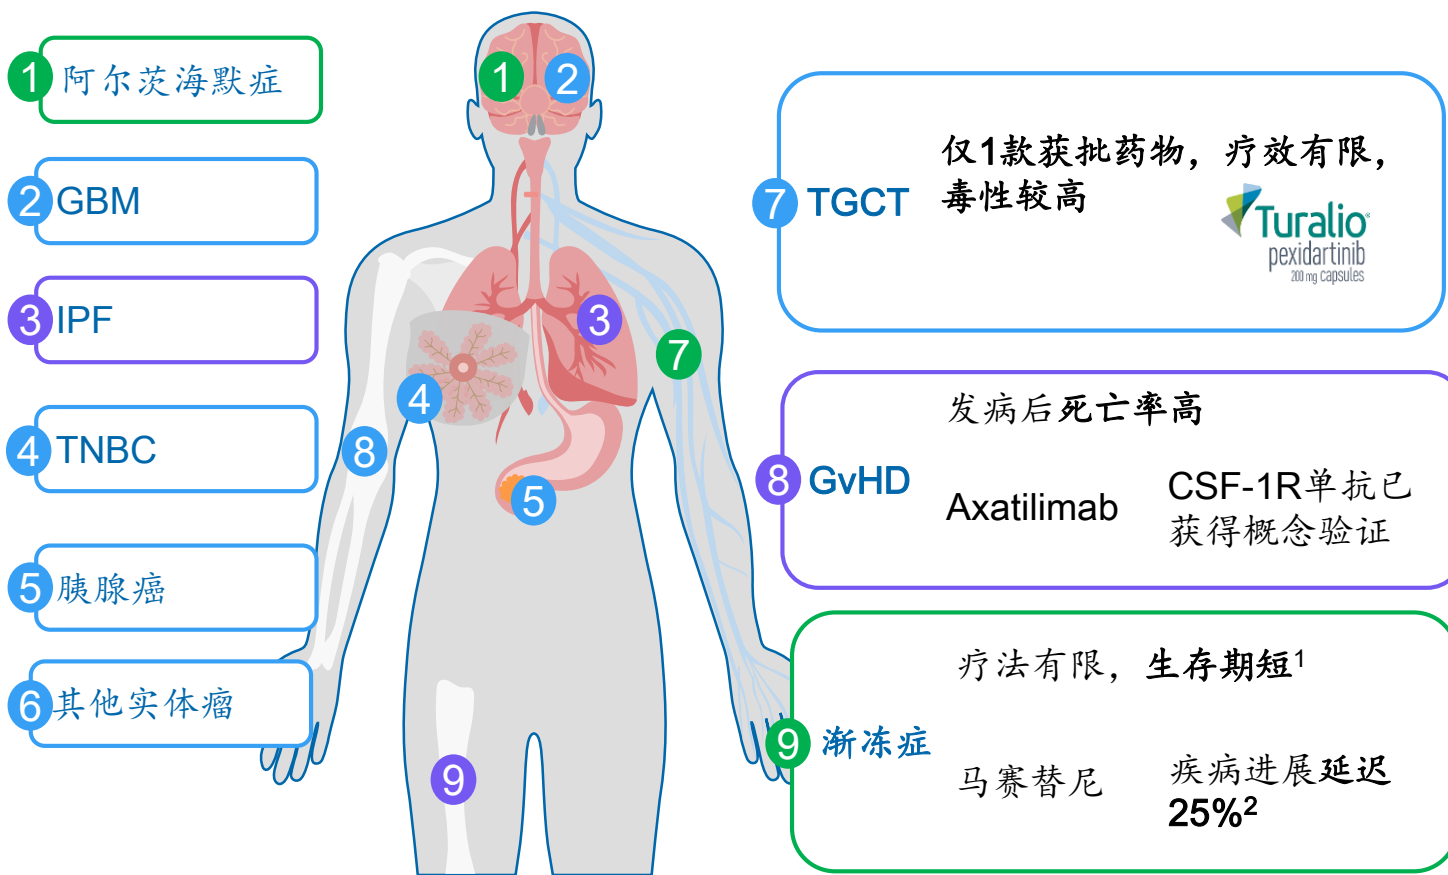 1 阿尔茨海默症
2 GBM
3 IPF
4 TNBC
5 胰腺癌
6 其他实体瘤
1
2
3
4
5
7
8
9
7 TGCT
仅1款获批药物，疗效有限，
毒性较高
Turalio®
pexidartinib
200 mg capsules
8 GvHD
发病后死亡率高
Axatilimab
CSF-1R单抗已
获得概念验证
9 渐冻症
疗法有限，生存期短1
马赛替尼
疾病进展延迟
25%2